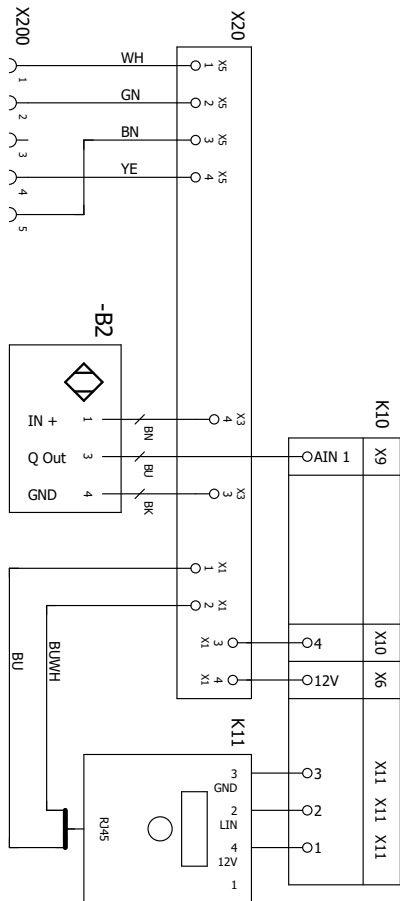 X200
X20
1
WH
1 X5
2
GN
2 X5
3
BN
3 X5
4
YE
4 X5
5
-B2
K10
IN +
1
BN
4 X3
Q Out
3
BU
AIN 1
X9
GND
4
BK
3 X3
1 X1
2 X1
X1 3
4
X10
X1 4
12V
X6
BU
BUWH
K11
RJ45
3
GND
3
X11
2
LIN
2
X11
4
12V
1
X11
1